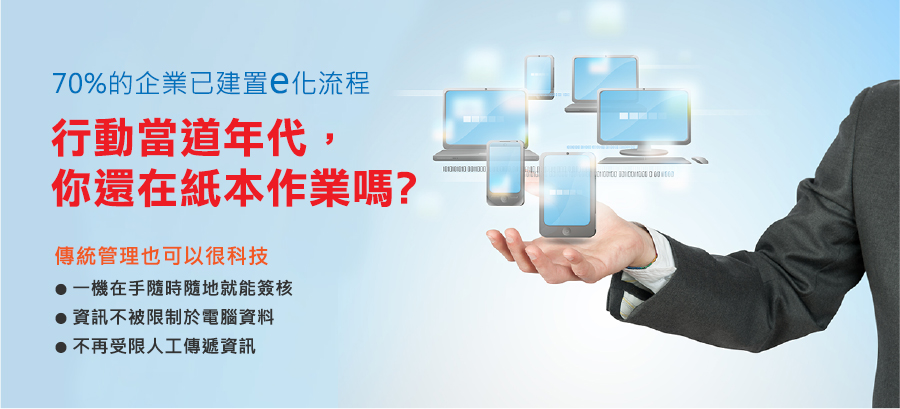 70%的企業已建置e化流程
行動當道年代，
你還在紙本作業嗎?
傳統管理也可以很科技
● 一機在手隨時隨地就能簽核
● 資訊不被限制於電腦資料
● 不再受限人工傳遞資訊